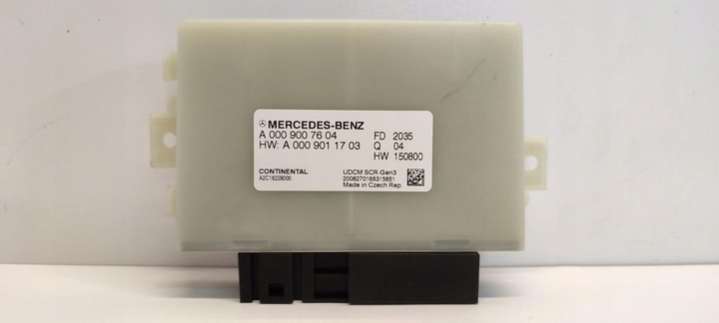 MERCEDES-BENZ
A 000 900 76 04
HW: A 000 901 17 03
FD 2035
Q 04
HW 150800
CONTINENTAL
UDCM SCR-Gen3
Made in Czech Rep.